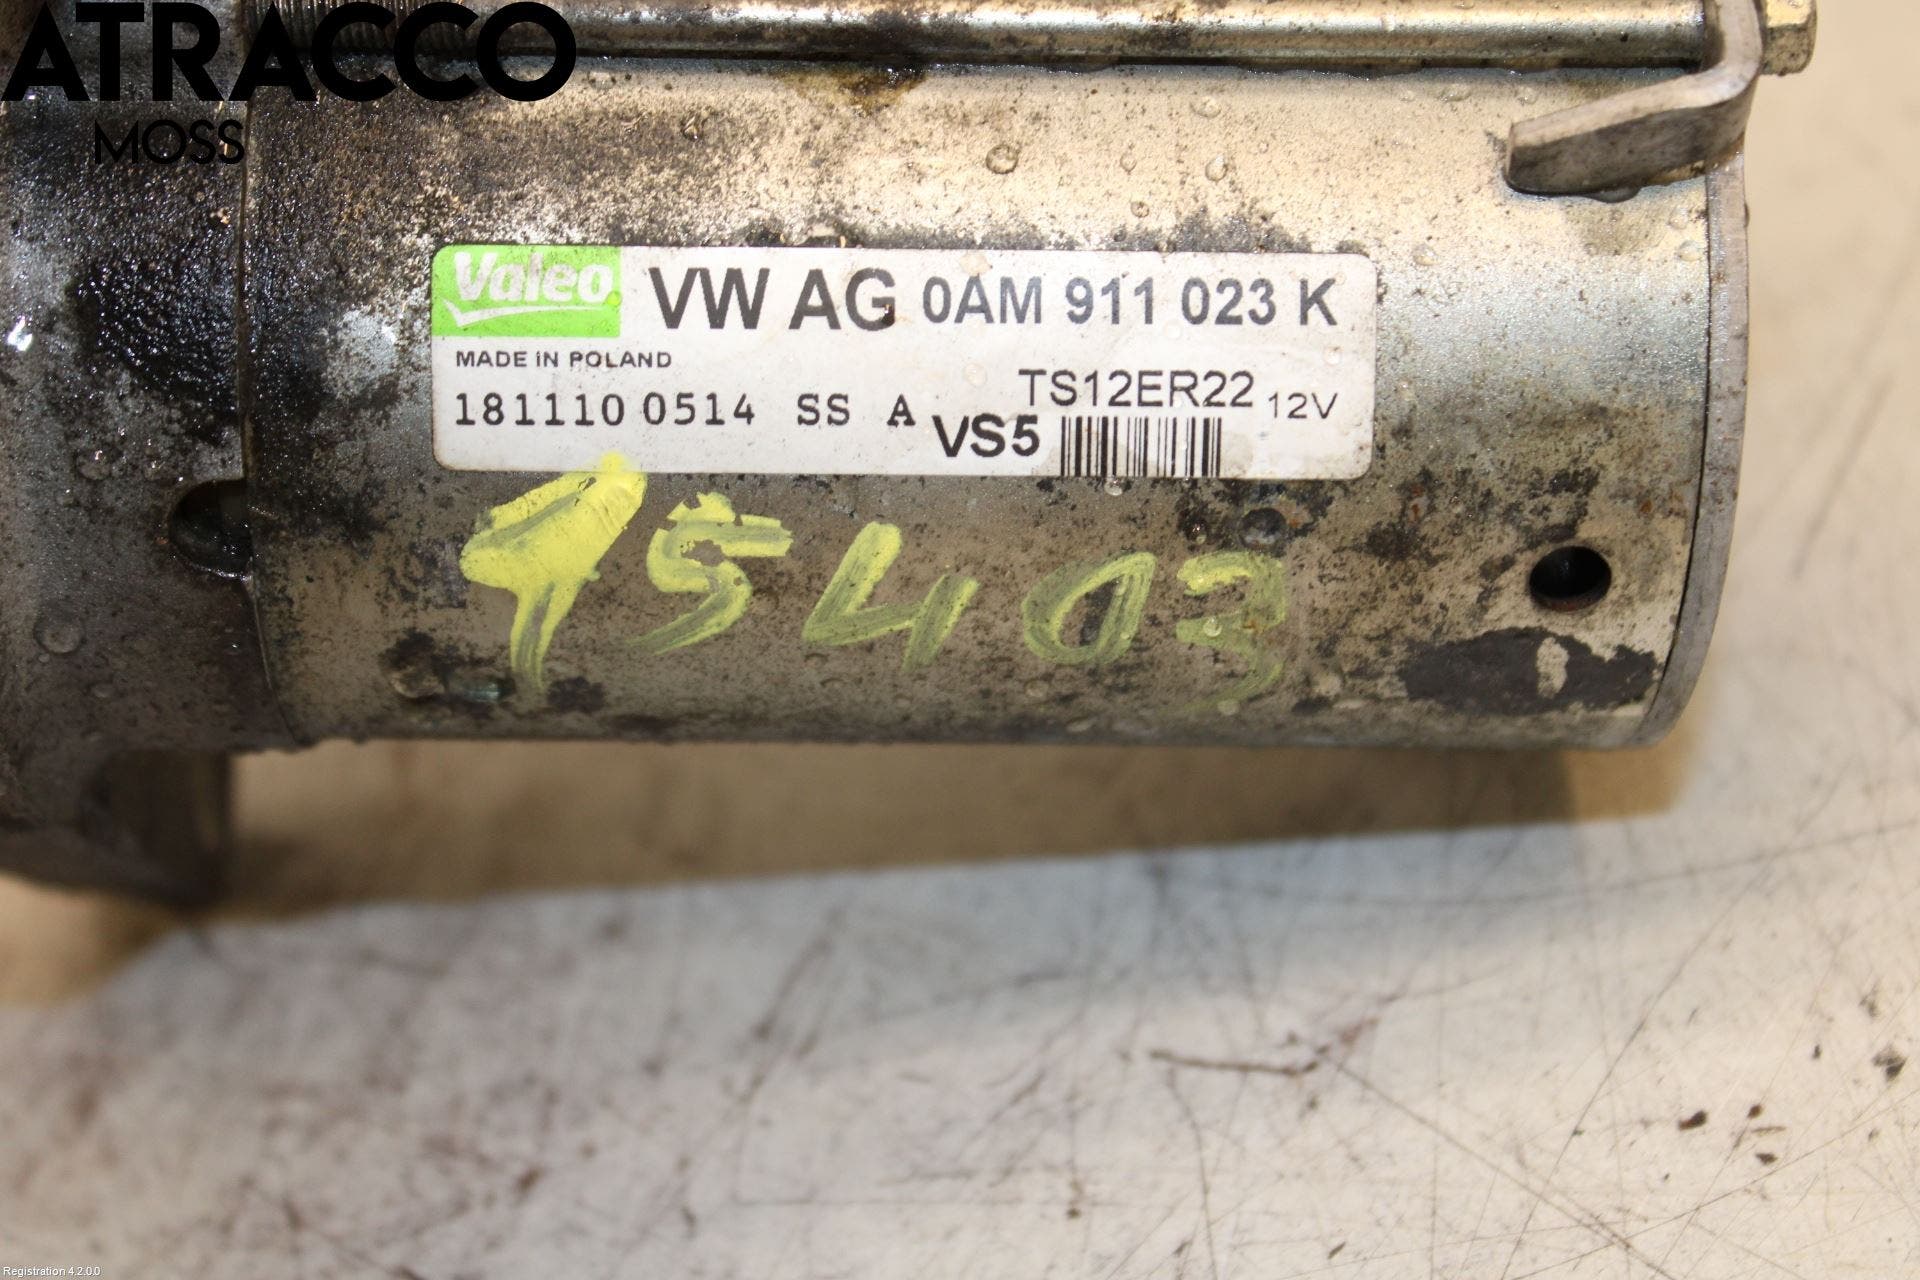 ATRACCO
MOSS
Valeo VW AG 0AM 911 023 K
MADE IN POLAND
TS12ER22 12V
181110 0514 SS A VS5
95403
Registration 4.2.0.0